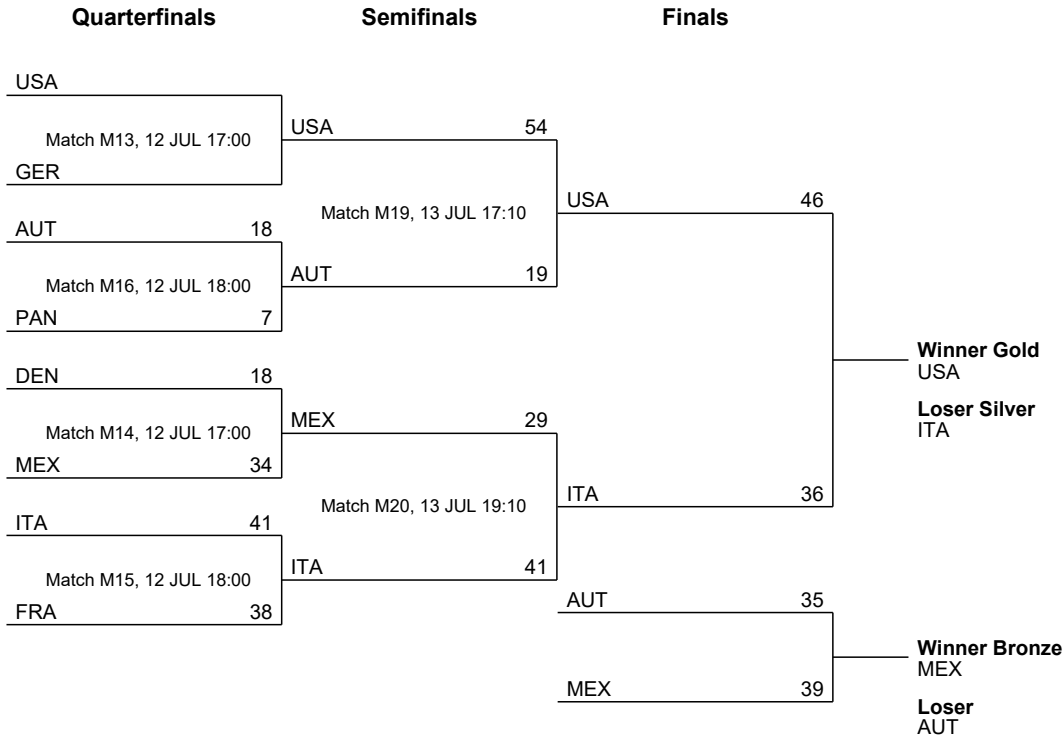 Quarterfinals Semifinals Finals
USA
Match M13, 12 JUL 17:00
GER
USA 54
AUT 18
Match M16, 12 JUL 18:00
PAN 7
AUT 19
Match M19, 13 JUL 17:10
USA 46
DEN 18
Match M14, 12 JUL 17:00
MEX 34
MEX 29
ITA 41
Match M15, 12 JUL 18:00
FRA 38
ITA 41
Match M20, 13 JUL 19:10
ITA 36
Winner Gold
USA
Loser Silver
ITA
AUT 35
MEX 39
Winner Bronze
MEX
Loser
AUT